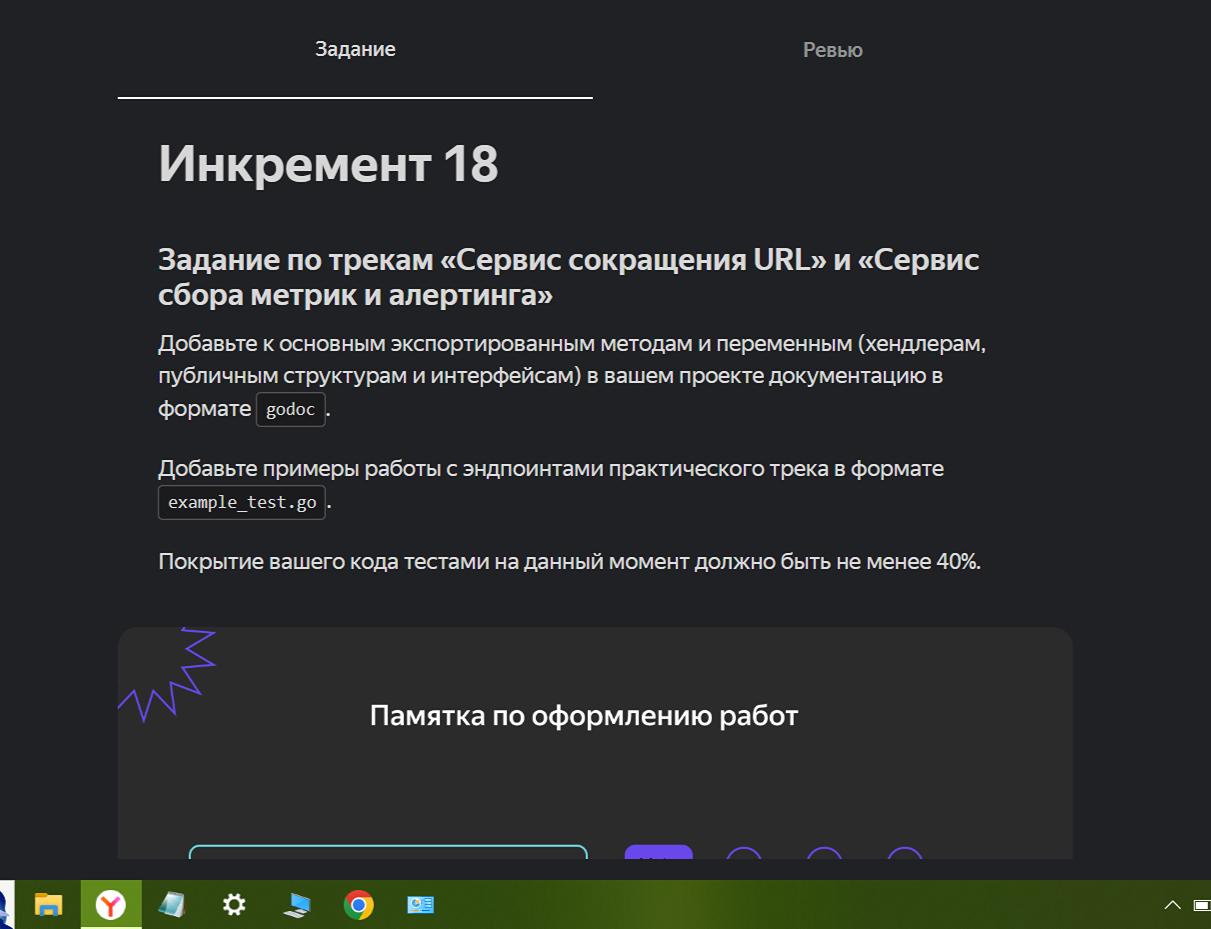 Задание
Ревью
Инкремент 18
Задание по трекам «Сервис сокращения URL» и «Сервис
сбора метрик и алертинга»
Добавьте к основным экспортированным методам и переменным (хендлерам,
публичным структурам и интерфейсам) в вашем проекте документацию в
формате godoc.
Добавьте примеры работы с эндпоинтами практического трека в формате
example_test.go.
Покрытие вашего кода тестами на данный момент должно быть не менее 40%.
Памятка по оформлению работ